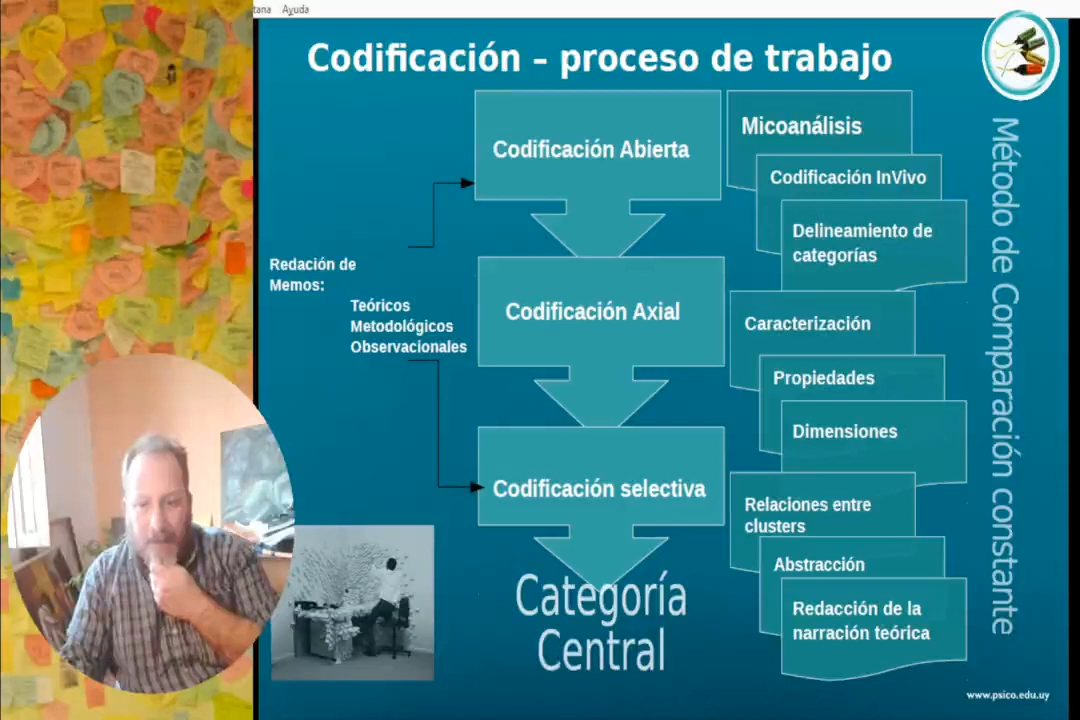 tana Ayuda
Codificación – proceso de trabajo
Codificación Abierta
Micoanálisis
Codificación InVivo
Delineamiento de
categorías
Redación de
Memos:
Teóricos
Metodológicos
Observacionales
Codificación Axial
Caracterización
Propiedades
Dimensiones
Codificación selectiva
Relaciones entre
clusters
Abstracción
Redacción de la
narración teórica
Categoría
Central
Método de Comparación constante
www.psico.edu.uy